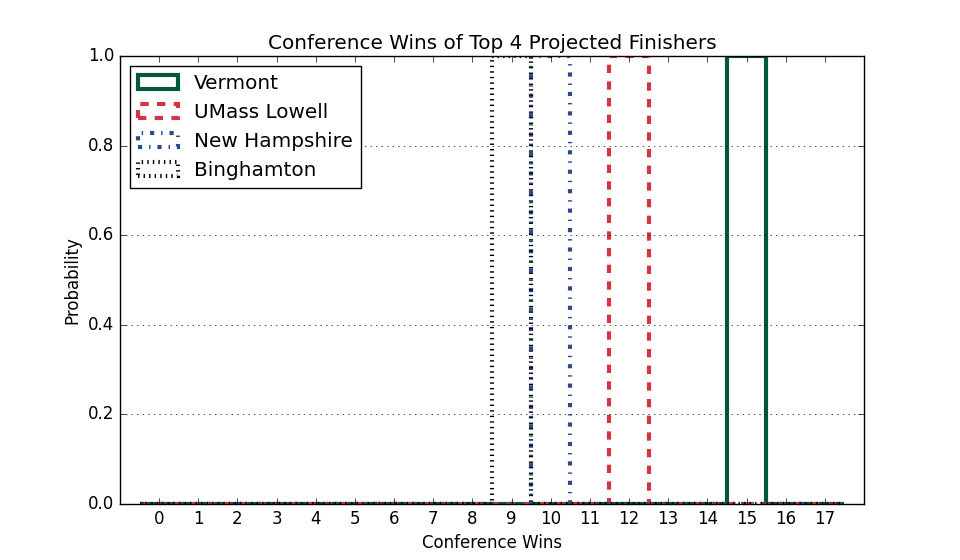 Conference Wins of Top 4 Projected Finishers
1.0
Vermont
UMass Lowell
New Hampshire
Binghamton
0.8
0.6
0.4
0.2
0.0
Probability
0 1 2 3 4 5 6 7 8 9 10 11 12 13 14 15 16 17
Conference Wins